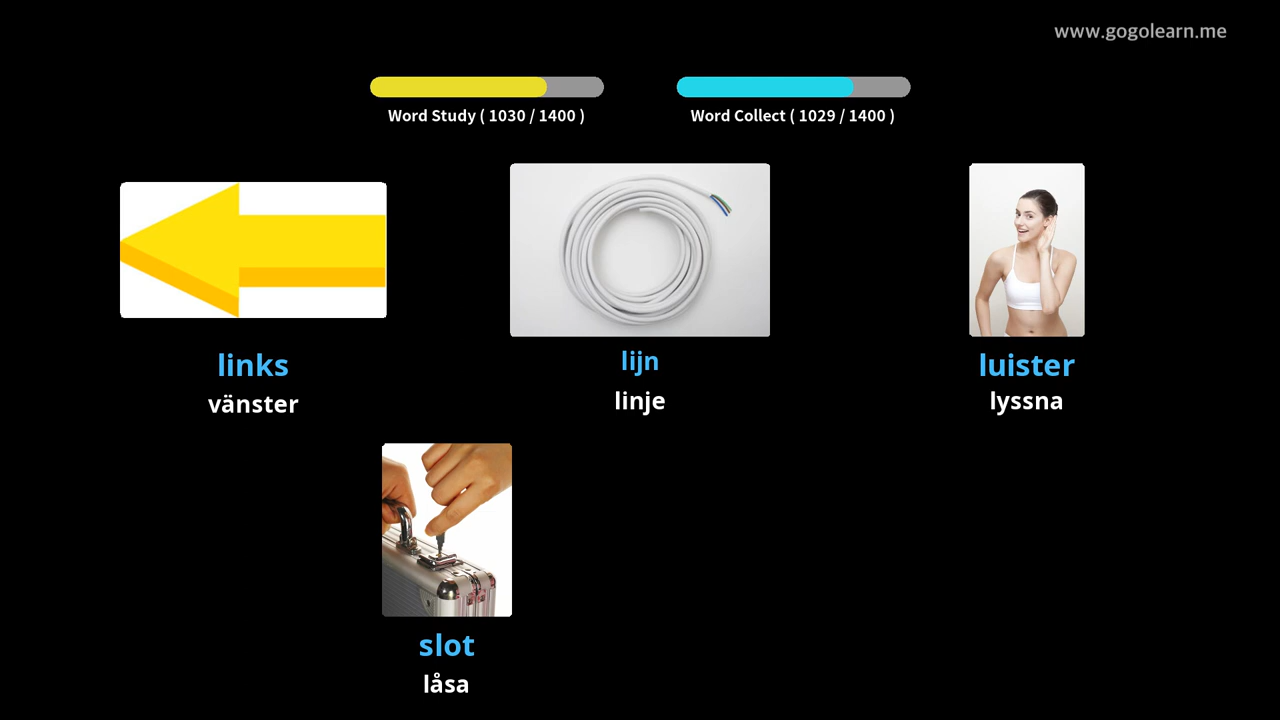 www.gogolearn.me
Word Study ( 1030 / 1400 )
Word Collect ( 1029 / 1400 )
links
lijn
luister
vänster
linje
lyssna
slot
låsa